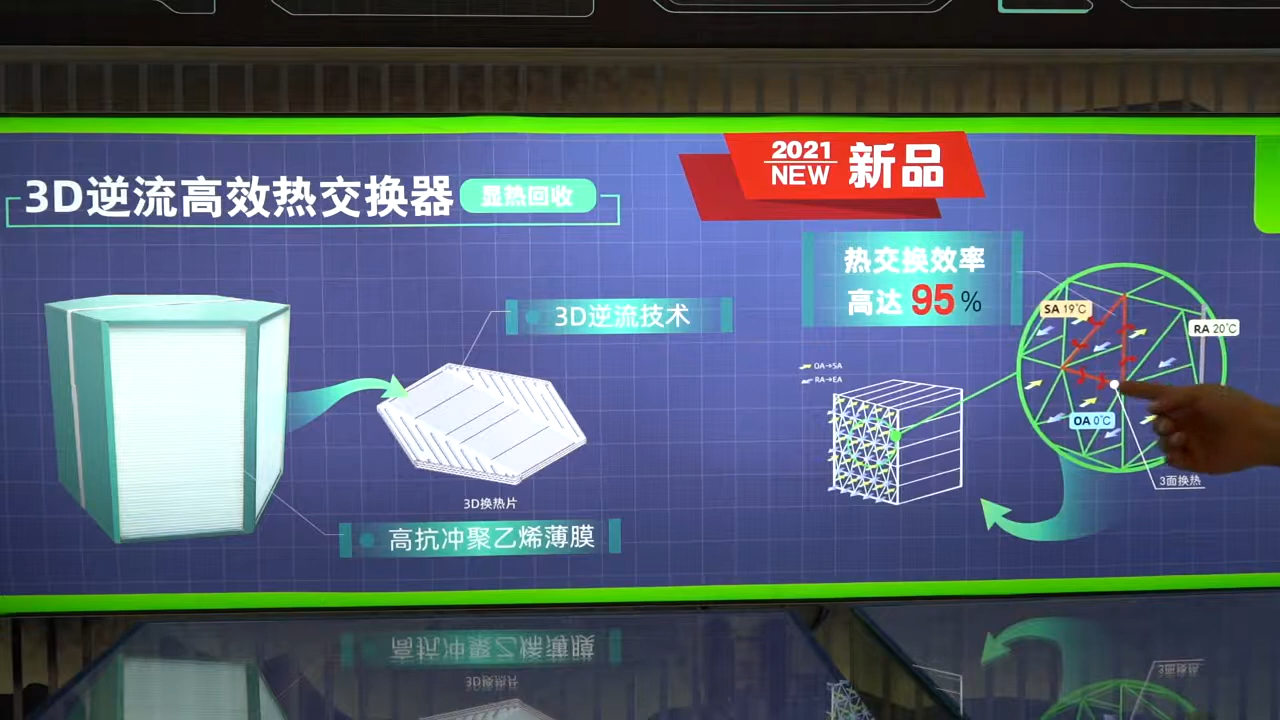 2021
NEW
新品
3D逆流高效热交换器
显热回收
热交换效率
高达 95 %
3D逆流技术
SA 19℃
RA 20℃
OA→SA
RA→EA
OA 0℃
3面换热
3D换热片
高抗冲聚乙烯薄膜